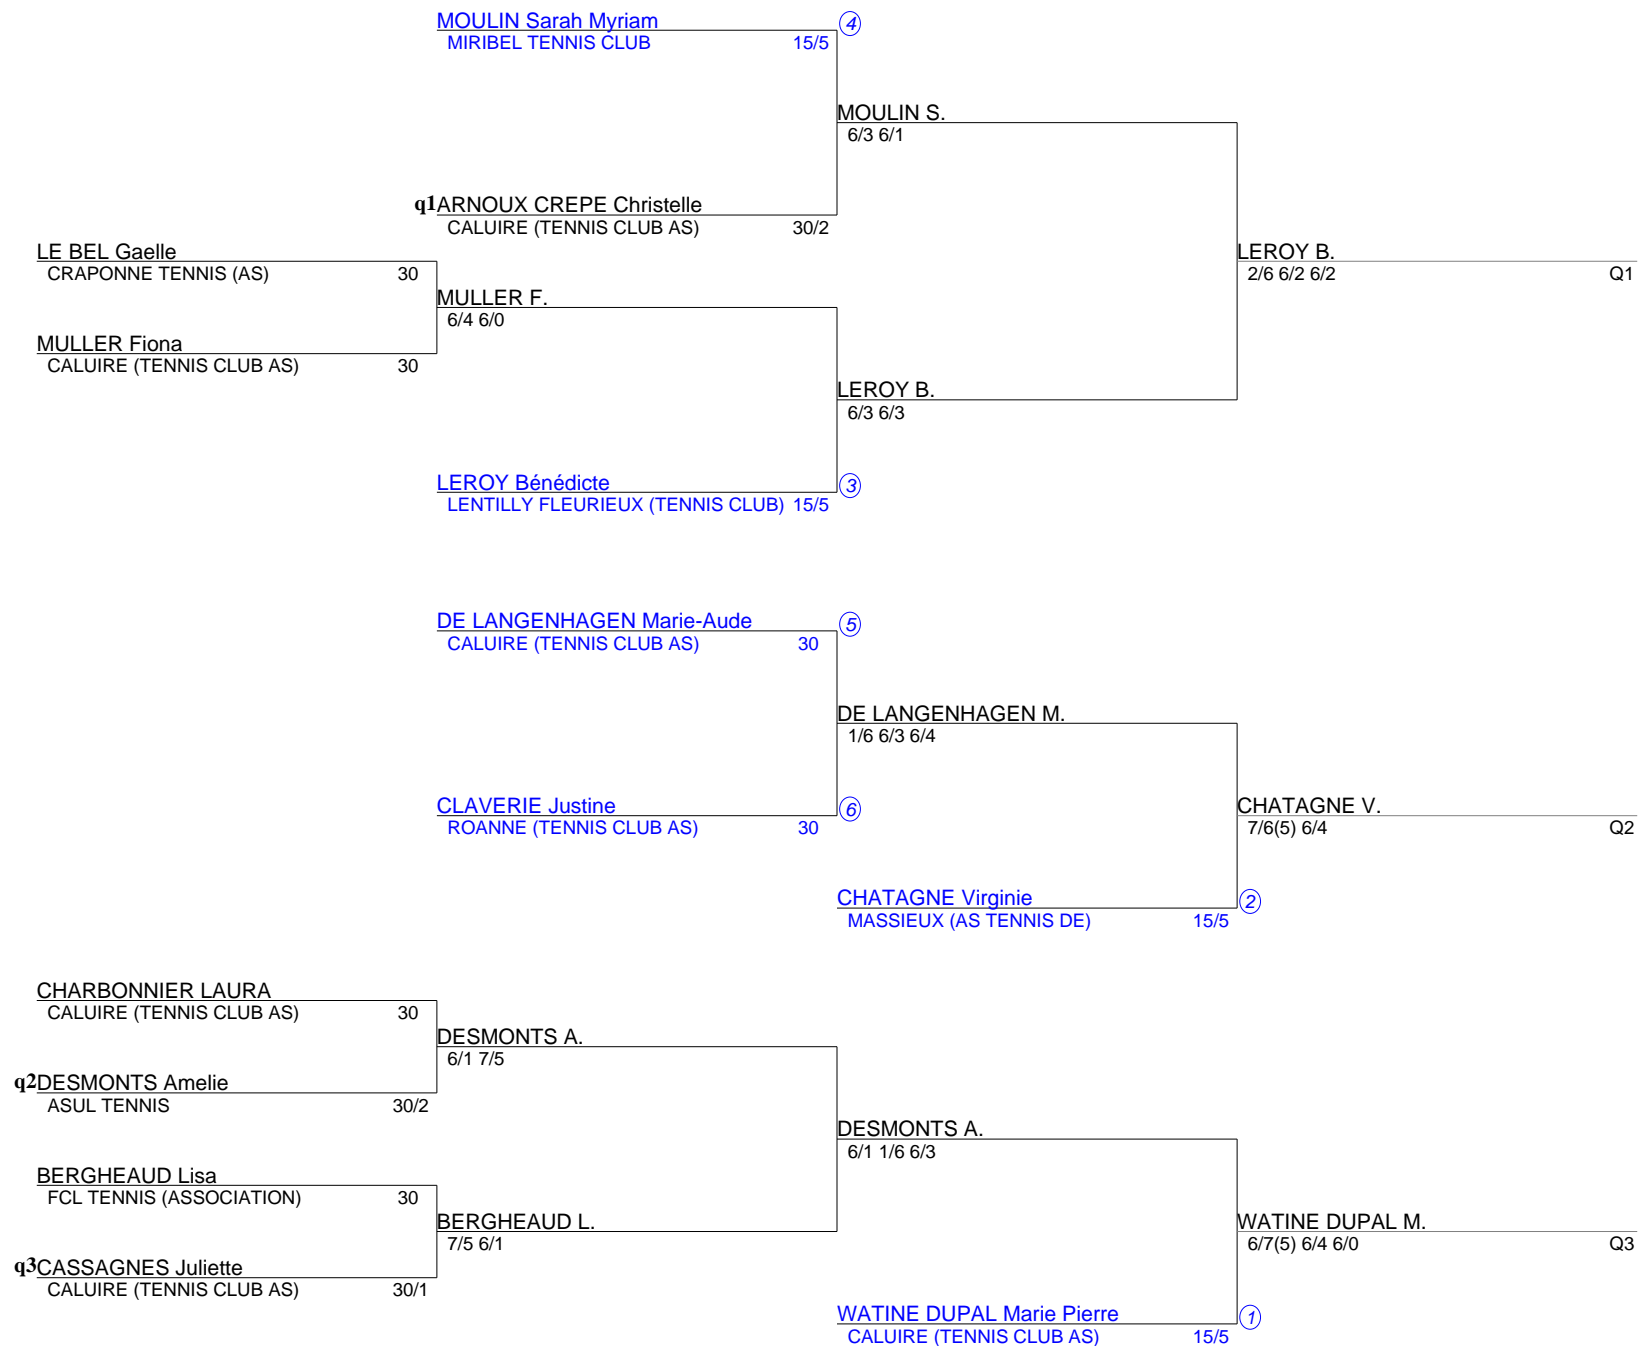 MOULIN Sarah Myriam 4
MIRIBEL TENNIS CLUB 15/5
MOULIN S.
6/3 6/1
q1 ARNOUX CREPE Christelle
CALUIRE (TENNIS CLUB AS) 30/2
LE BEL Gaelle
CRAPONNE TENNIS (AS) 30
LEROY B.
2/6 6/2 6/2 Q1
MULLER F.
6/4 6/0
MULLER Fiona
CALUIRE (TENNIS CLUB AS) 30
LEROY B.
6/3 6/3
LEROY Bénédicte 3
LENTILLY FLEURIEUX (TENNIS CLUB) 15/5
DE LANGENHAGEN Marie-Aude 5
CALUIRE (TENNIS CLUB AS) 30
DE LANGENHAGEN M.
1/6 6/3 6/4
CLAVERIE Justine 6
ROANNE (TENNIS CLUB AS) 30
CHATAGNE V.
7/6(5) 6/4 Q2
CHATAGNE Virginie 2
MASSIEUX (AS TENNIS DE) 15/5
CHARBONNIER LAURA
CALUIRE (TENNIS CLUB AS) 30
DESMONTS A.
6/1 7/5
q2 DESMONTS Amelie
ASUL TENNIS 30/2
DESMONTS A.
6/1 1/6 6/3
BERGHEAUD Lisa
FCL TENNIS (ASSOCIATION) 30
BERGHEAUD L.
7/5 6/1
WATINE DUPAL M.
6/7(5) 6/4 6/0 Q3
q3 CASSAGNES Juliette
CALUIRE (TENNIS CLUB AS) 30/1
WATINE DUPAL Marie Pierre 1
CALUIRE (TENNIS CLUB AS) 15/5